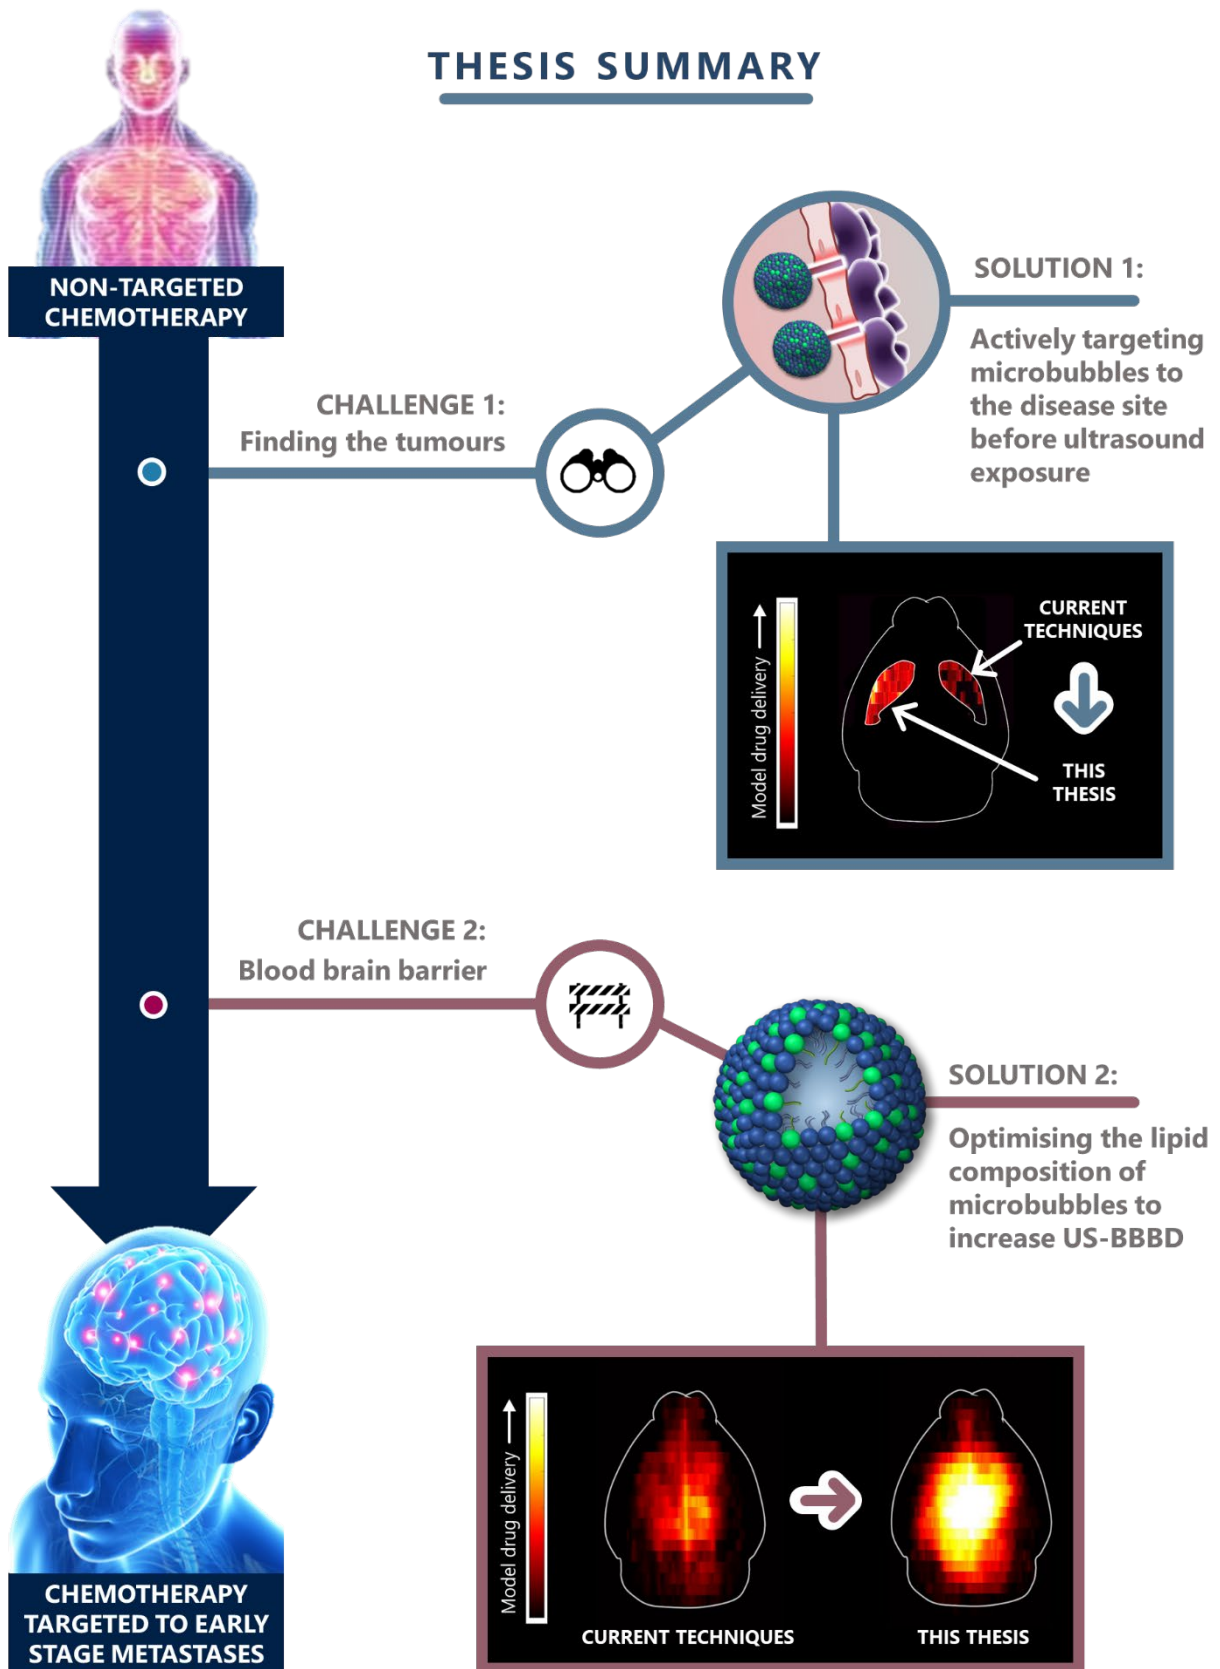 THESIS SUMMARY
NON-TARGETED
CHEMOTHERAPY
CHALLENGE 1:
Finding the tumours
SOLUTION 1:
Actively targeting
microbubbles to
the disease site
before ultrasound
exposure
Model drug delivery
CURRENT
TECHNIQUES
THIS
THESIS
CHALLENGE 2:
Blood brain barrier
SOLUTION 2:
Optimising the lipid
composition of
microbubbles to
increase US-BBBD
Model drug delivery
CURRENT TECHNIQUES
THIS THESIS
CHEMOTHERAPY
TARGETED TO EARLY
STAGE METASTASES